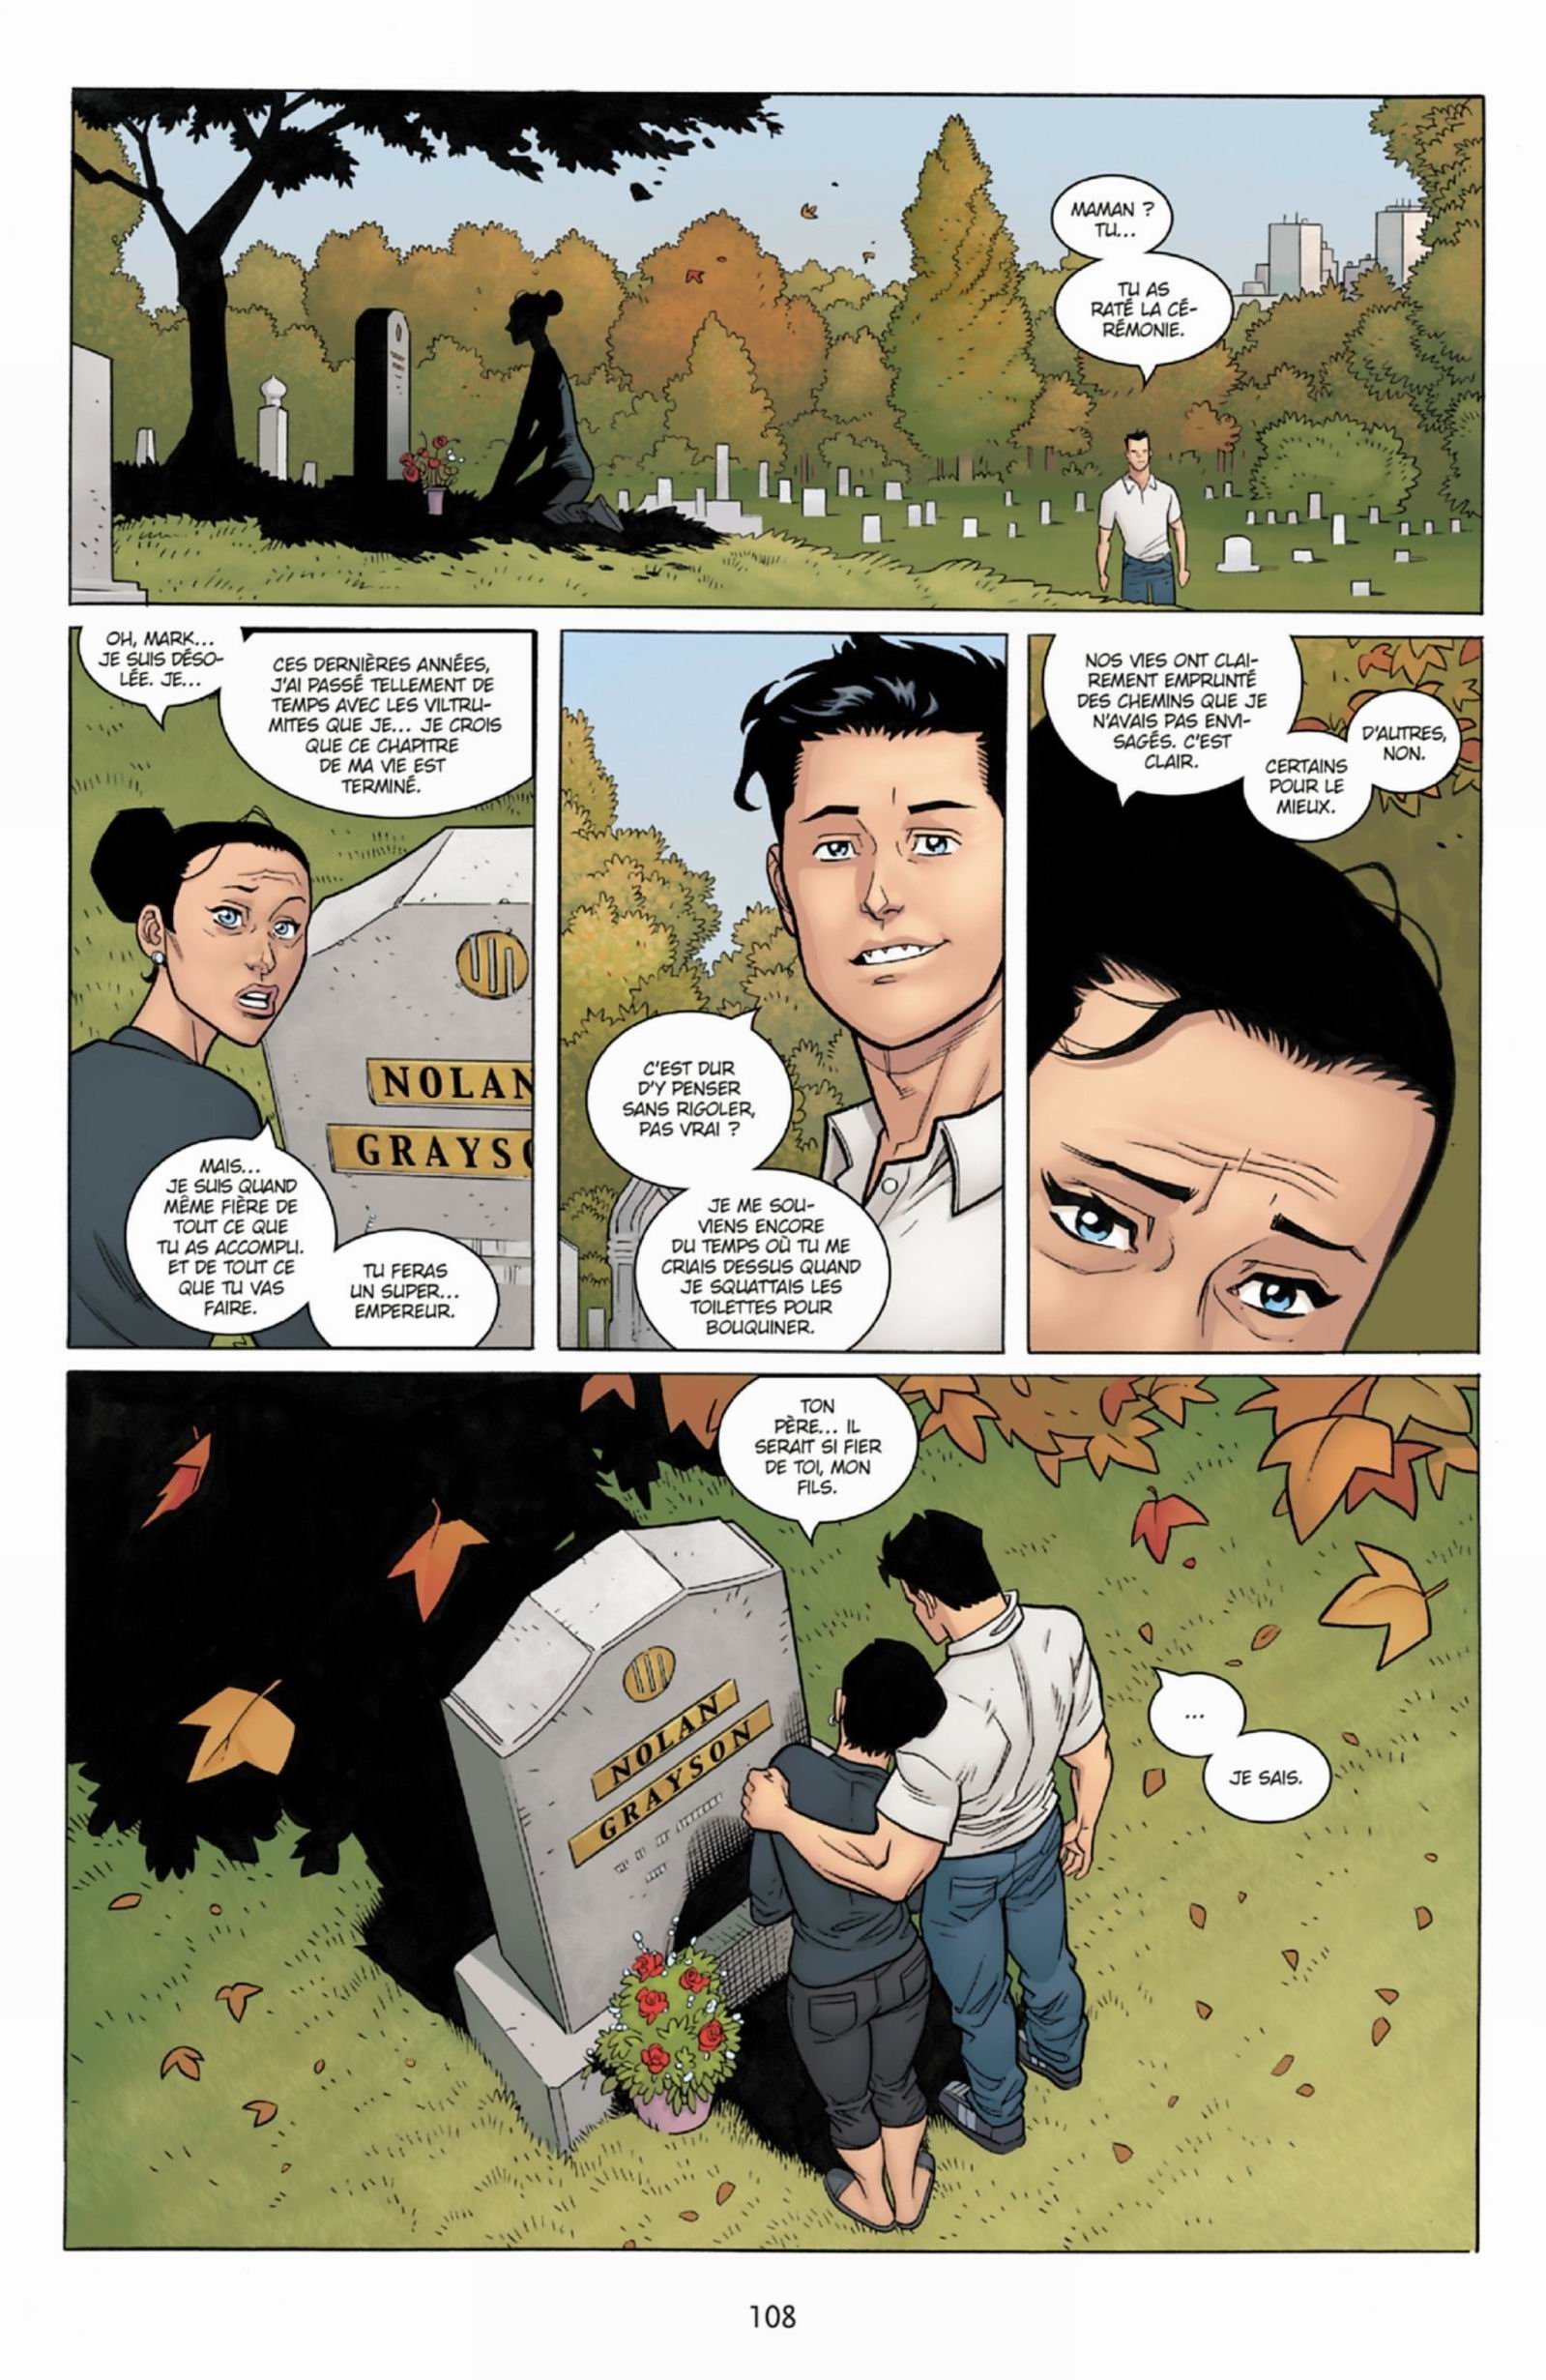 MAMAN ?
TU...
TU AS
RATÉ LA CÉ-
RÉMONIE.
OH, MARK...
JE SUIS DÉSO-
LÉE. JE...
CES DERNIÈRES ANNÉES,
J'AI PASSÉ TELLEMENT DE
TEMPS AVEC LES VILTRU-
MITES QUE JE... JE CROIS
QUE CE CHAPITRE
DE MA VIE EST
TERMINÉ.
NOLAN
GRAYSO
MAIS...
JE SUIS QUAND
MÊME FIÈRE DE
TOUT CE QUE
TU AS ACCOMPLI.
ET DE TOUT CE
QUE TU VAS
FAIRE.
TU FERAS
UN SUPER...
EMPEREUR.
C'EST DUR
D'Y PENSER
SANS RIGOLER,
PAS VRAI ?
JE ME SOU-
VIENS ENCORE
DU TEMPS OÙ TU ME
CRIAIS DESSUS QUAND
JE SQUATTAIS LES
TOILETTES POUR
BOUQUINER.
NOS VIES ONT CLAI-
REMENT EMPRUNTÉ
DES CHEMINS QUE JE
N'AVAIS PAS ENVI-
SAGÉS. C'EST
CLAIR.
CERTAINS
POUR LE
MIEUX.
D'AUTRES,
NON.
TON
PÈRE... IL
SERAIT SI FIER
DE TOI, MON
FILS.
NOLAN
GRAYSON
...
JE SAIS.
108